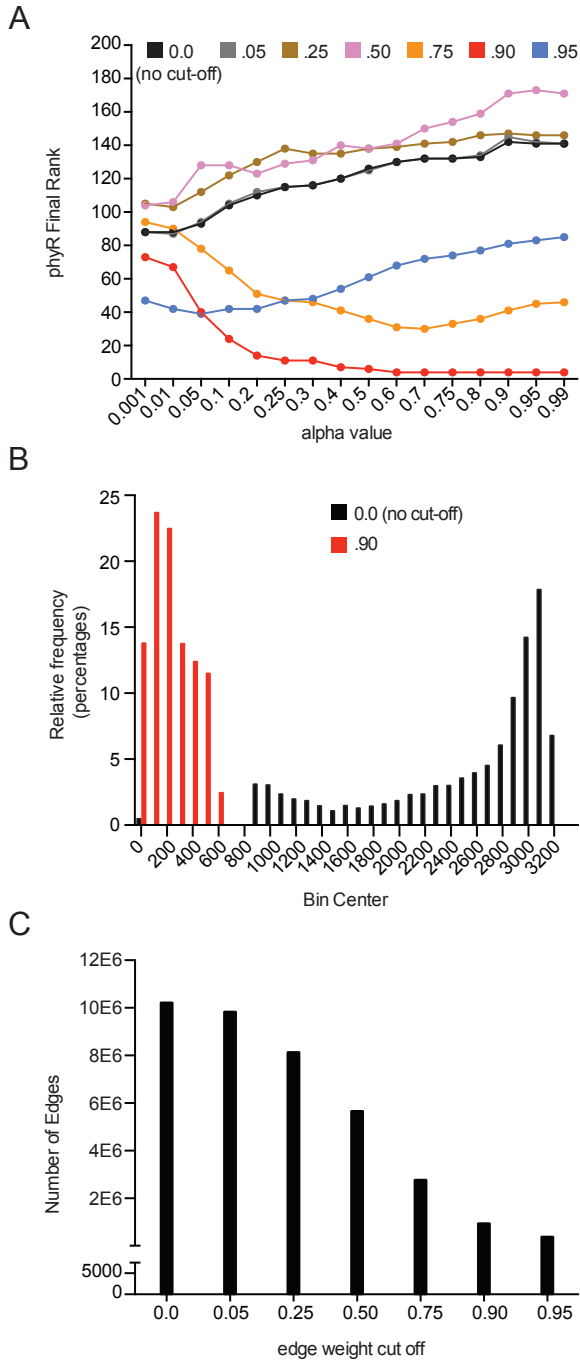 A
0.0 .05 .25 .50 .75 .90 .95
(no cut-off)
phyR Final Rank
200
180
160
140
120
100
80
60
40
20
0
0.001 0.01 0.05 0.1 0.2 0.25 0.3 0.4 0.5 0.6 0.7 0.75 0.8 0.9 0.95 0.99
alpha value
B
0.0 (no cut-off)
.90
Relative frequency
(percentages)
25
20
15
10
5
0
0 200 400 600 800 1000 1200 1400 1600 1800 2000 2200 2400 2600 2800 3000 3200
Bin Center
C
Number of Edges
12E6
10E6
8E6
6E6
4E6
2E6
5000
0
0.0 0.05 0.25 0.50 0.75 0.90 0.95
edge weight cut off